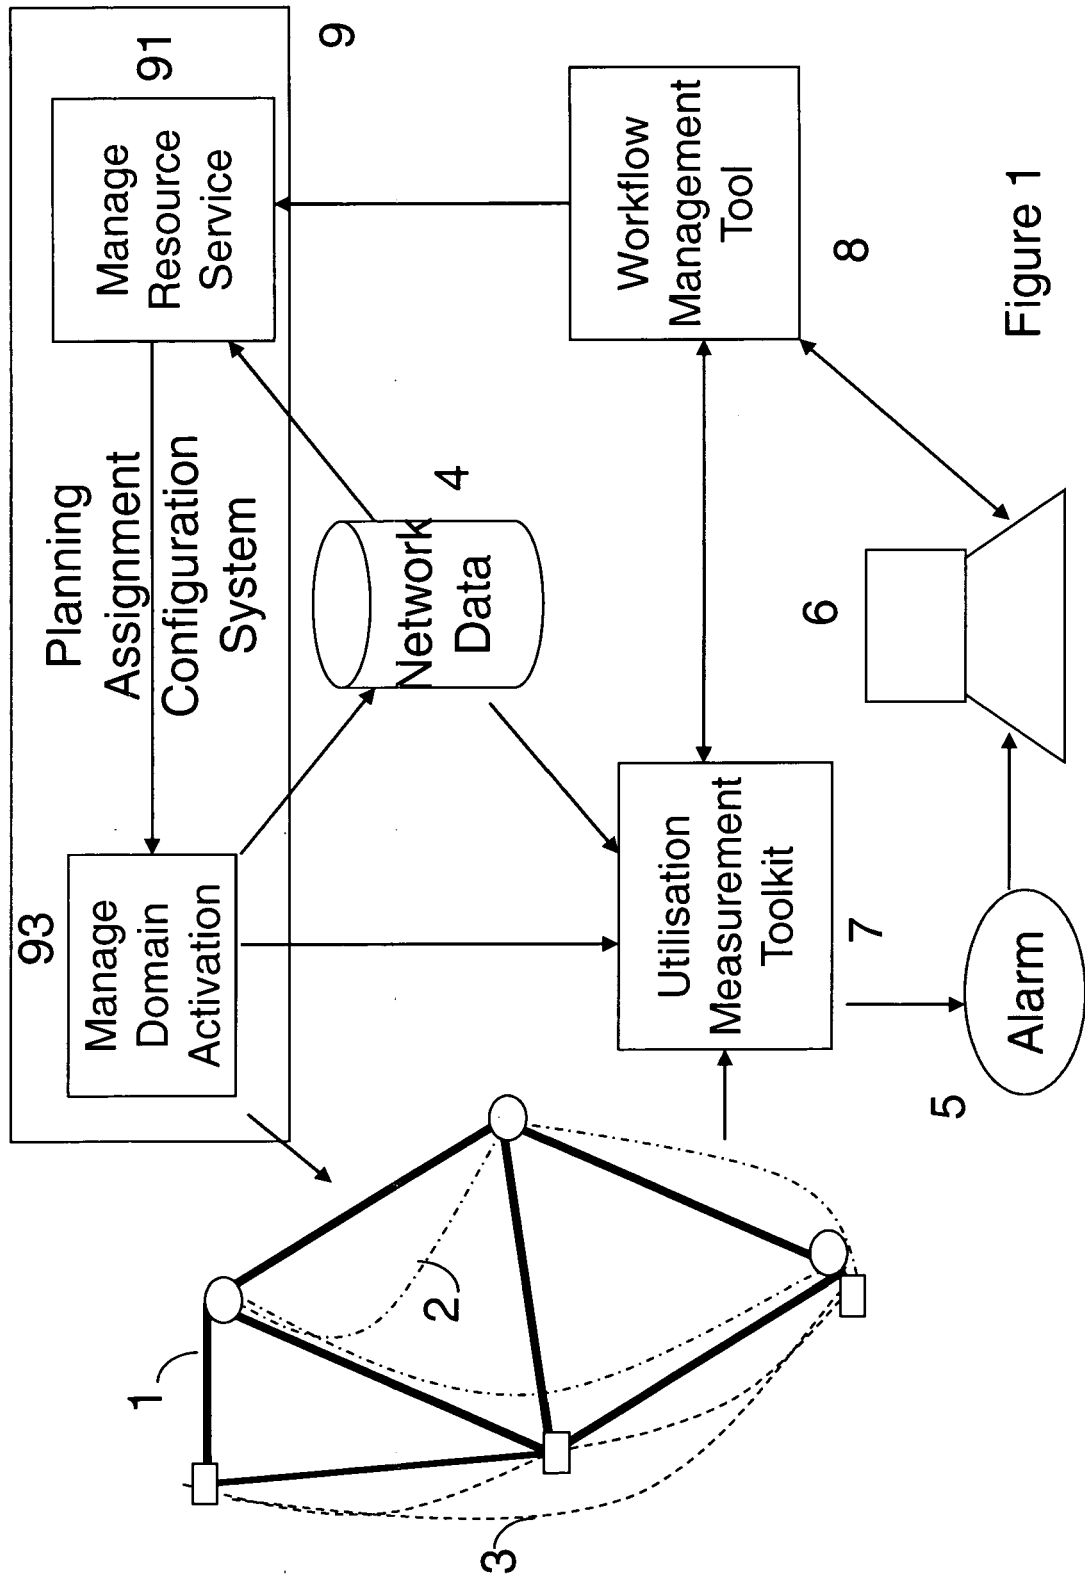 93
Manage
Domain
Activation
Planning
Assignment
Configuration
System
Manage
Resource
Service
91
9
1
2
3
Network
Data
4
Utilisation
Measurement
Toolkit
7
Workflow
Management
Tool
8
5
Alarm
6
Figure 1